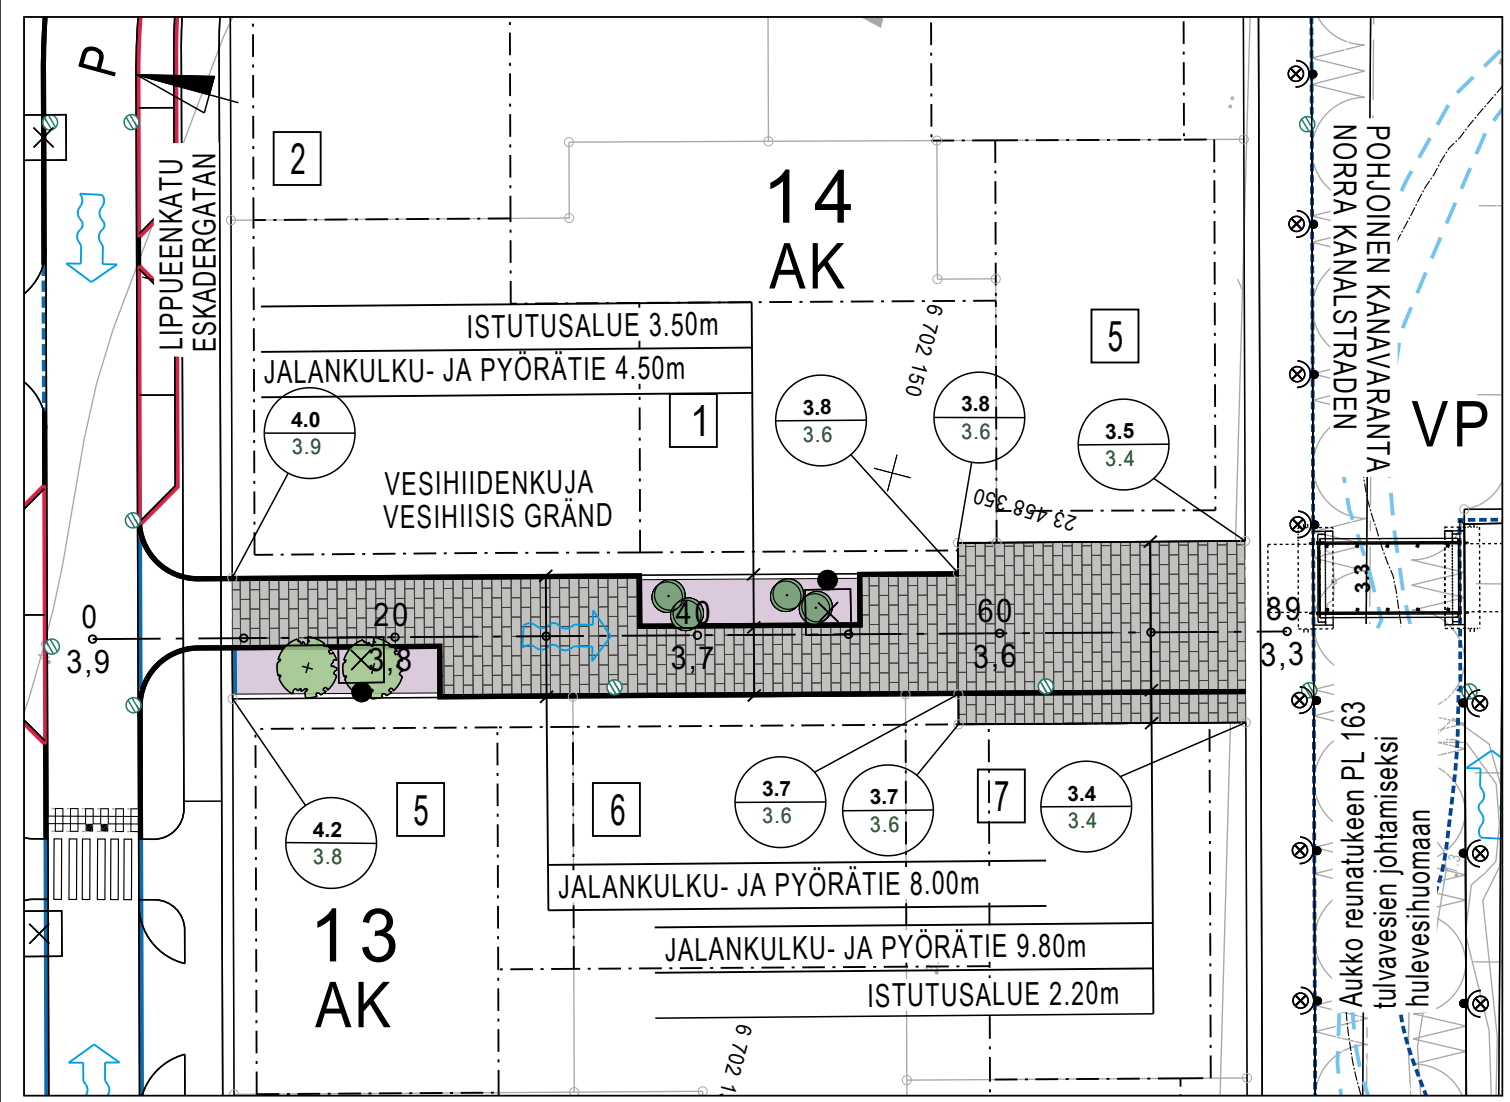 P
LIPPUEENKATU
ESKADERGATAN
2
14
AK
ISTUTUSALUE 3.50m
JALANKULKU- JA PYÖRÄTIE 4.50m
1
5
6 702 150
23 458 350
4.0
3.9
3.8
3.6
3.8
3.6
3.5
3.4
VESIHIIDENKUJA
VESIHIISIS GRÄND
POHJOINEN KANAVARANTA
NORRA KANALSTRADEN
VP
3.3
0
3,9
20
3,8
40
3,7
60
3,6
89
3,3
5
6
7
4.2
3.8
3.7
3.6
3.7
3.6
3.4
3.4
13
AK
JALANKULKU- JA PYÖRÄTIE 8.00m
JALANKULKU- JA PYÖRÄTIE 9.80m
ISTUTUSALUE 2.20m
6 702 1
Aukko reunatukeen PL 163
tulvavesien johtamiseksi
hulevesihuomaan